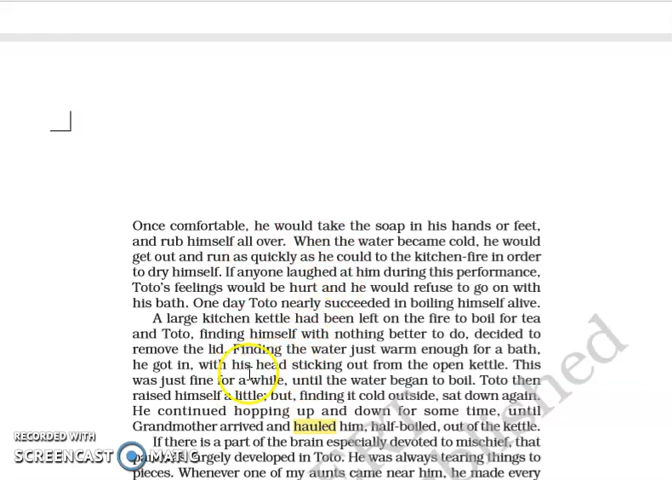 Once comfortable, he would take the soap in his hands or feet,
and rub himself all over. When the water became cold, he would
get out and run as quickly as he could to the kitchen-fire in order
to dry himself. If anyone laughed at him during this performance,
Toto's feelings would be hurt and he would refuse to go on with
his bath. One day Toto nearly succeeded in boiling himself alive.
A large kitchen kettle had been left on the fire to boil for tea
and Toto, finding himself with nothing better to do, decided to
remove the lid. Finding the water just warm enough for a bath,
he got in, with his head sticking out from the open kettle. This
was just fine for a while, until the water began to boil. Toto then
raised himself a little; but, finding it cold outside, sat down again.
He continued hopping up and down for some time, until
Grandmother arrived and hauled him, half-boiled, out of the kettle.
If there is a part of the brain especially devoted to mischief, that
largely developed in Toto. He was always tearing things to
pieces. Whenever one of my aunts came near him, he made every
RECORDED WITH
SCREENCAST MATIC